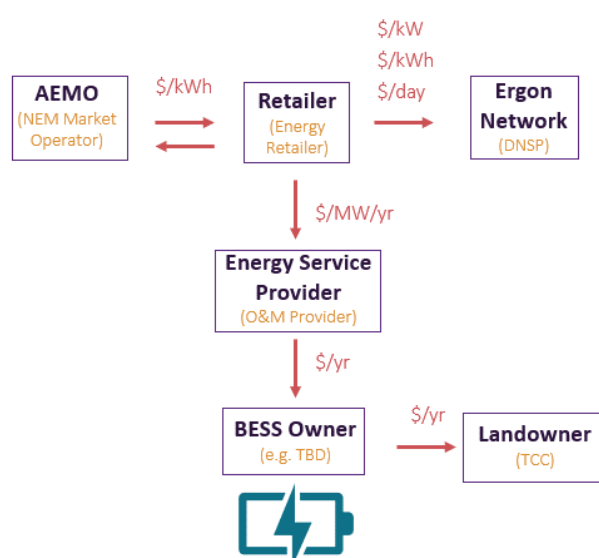 $/kW
$/kWh
$/day
AEMO
(NEM Market
Operator)
$/kWh
Retailer
(Energy
Retailer)
Ergon
Network
(DNSP)
$/MW/yr
Energy Service
Provider
(O&M Provider)
$/yr
BESS Owner
(e.g. TBD)
$/yr
Landowner
(TCC)